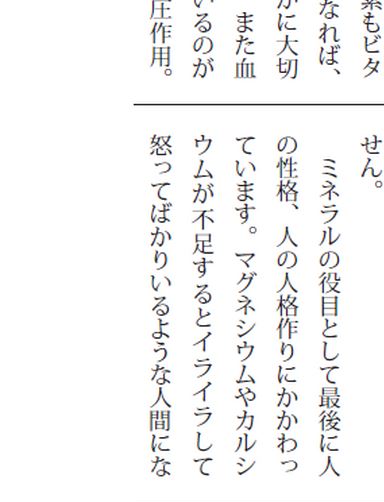 素もビタ
なれば、
かに大切
また血
いるのが
圧作用。
せん。
ミネラルの役目として最後に人
の性格、人の人格作りにかかわっ
ています。マグネシウムやカルシ
ウムが不足するとイライラして
怒ってばかりいるような人間にな